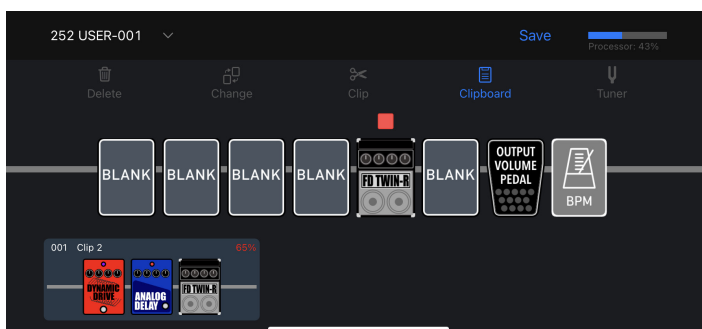 252 USER-001
Save
Processor: 43%
Delete
Change
Clip
Clipboard
Tuner
BLANK
BLANK
BLANK
BLANK
FD TWIN-R
BLANK
OUTPUT
VOLUME
PEDAL
BPM
001 Clip 2
65%
DYNAMIC
DRIVE
ANALOG
DELAY
FD TWIN-R